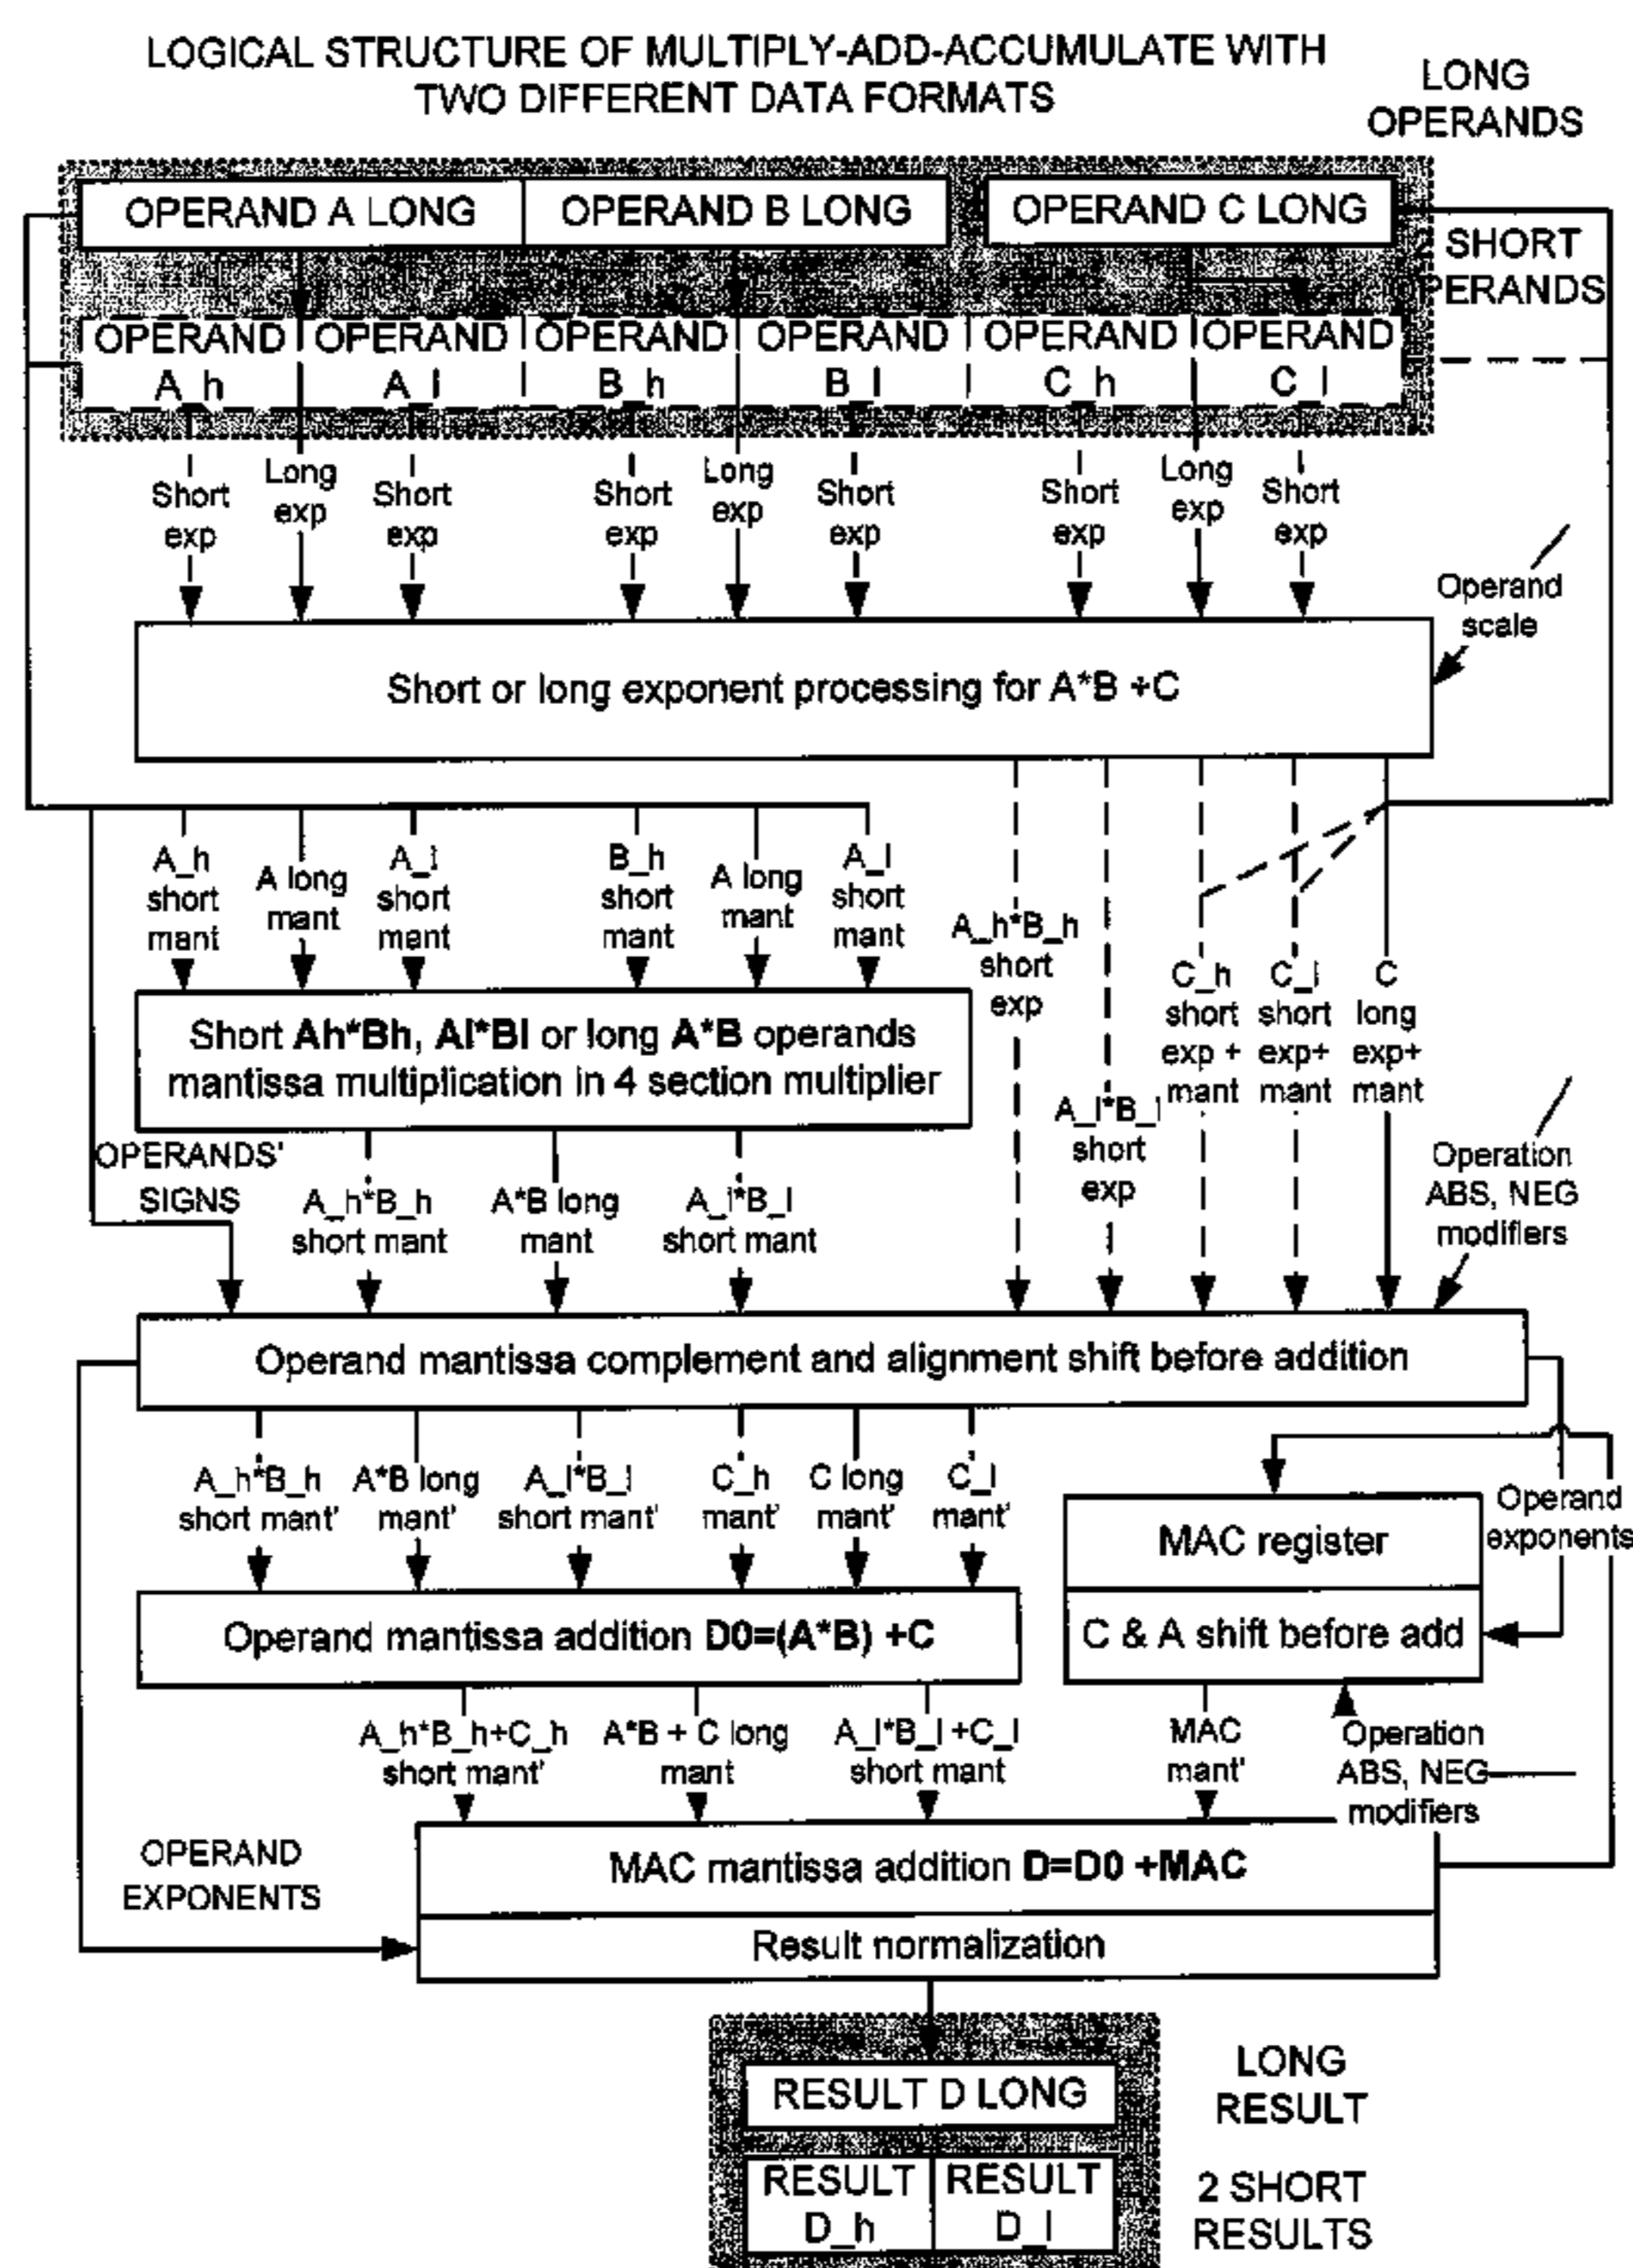 LOGICAL STRUCTURE OF MULTIPLY-ADD-ACCUMULATE WITH
TWO DIFFERENT DATA FORMATS
LONG
OPERANDS
OPERAND A LONG
OPERAND B LONG
OPERAND C LONG
SHORT
PERANDS
OPERAND
A_h
OPERAND
A_l
OPERAND
B_h
OPERAND
B_l
OPERAND
C_h
OPERAND
C_l
Short
exp
Long
exp
Short
exp
Short
exp
Long
exp
Short
exp
Short
exp
Long
exp
Short
exp
Operand
scale
Short or long exponent processing for A*B +C
A_h
short
mant
A long
mant
A_l
short
mant
B_h
short
mant
A long
mant
A_l
short
mant
A_h*B_h
short
exp
A_l*B_l
short
exp
C_h
short
exp +
mant
C_l
short
exp+
mant
C
long
exp+
mant
Short Ah*Bh, Al*Bl or long A*B operands
mantissa multiplication in 4 section multiplier
OPERANDS'
SIGNS
A_h*B_h
short mant
A*B long
mant
A_l*B_l
short mant
Operation
ABS, NEG
modifiers
Operand mantissa complement and alignment shift before addition
A_h*B_h
short mant'
A*B long
mant'
A_l*B_l
short mant'
C_h
mant'
C long
mant'
C_l
mant'
MAC register
Operand
exponents
Operand mantissa addition D0=(A*B) +C
C & A shift before add
A_h*B_h+C_h
short mant'
A*B + C long
mant
A_l*B_l +C_l
short mant
MAC
mant'
Operation
ABS, NEG
modifiers
OPERAND
EXPONENTS
MAC mantissa addition D=D0 +MAC
Result normalization
RESULT D LONG
LONG
RESULT
RESULT
D_h
RESULT
D_l
2 SHORT
RESULTS